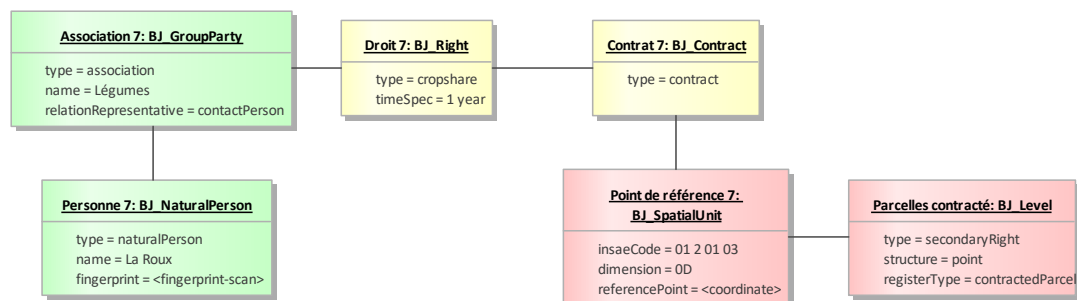 Association 7: BJ_GroupParty
type = association
name = Légumes
relationRepresentative = contactPerson
Droit 7: BJ_Right
type = cropshare
timeSpec = 1 year
Contrat 7: BJ_Contract
type = contract
Personne 7: BJ_NaturalPerson
type = naturalPerson
name = La Roux
fingerprint = <fingerprint-scan>
Point de référence 7:
BJ_SpatialUnit
insaeCode = 01 2 01 03
dimension = 0D
referencePoint = <coordinate>
Parcelles contracté: BJ_Level
type = secondaryRight
structure = point
registerType = contractedParcel